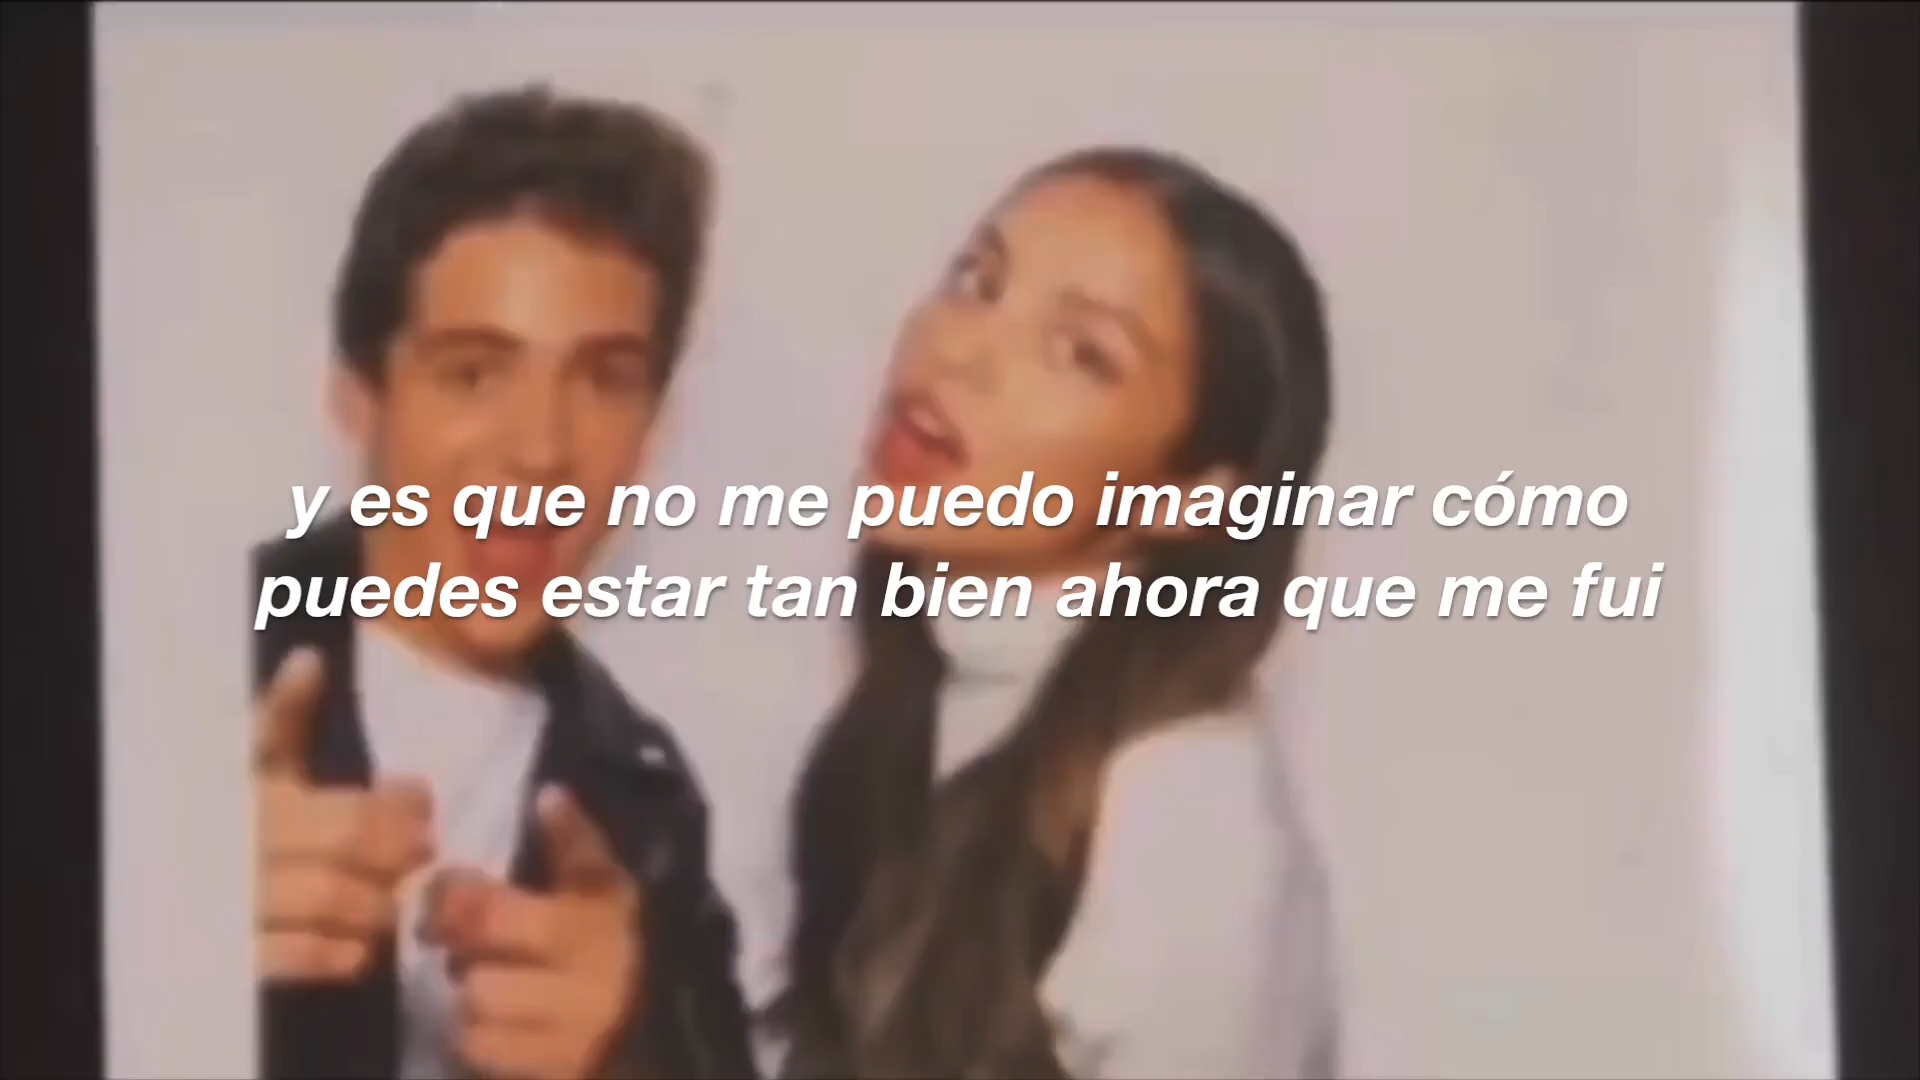 y es que no me puedo imaginar cómo
puedes estar tan bien ahora que me fui